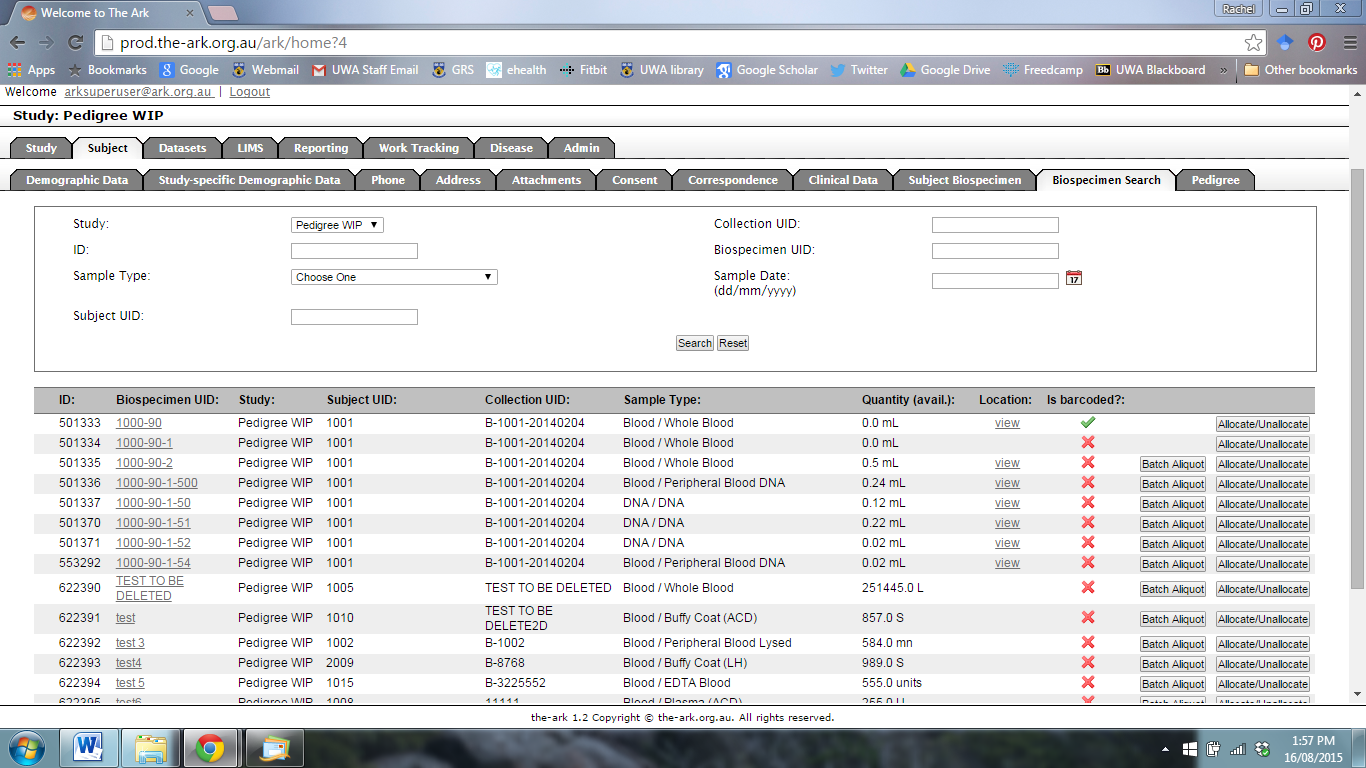 Welcome to The Ark
Rachel
prod.the-ark.org.au/ark/home?4
Apps Bookmarks Google Webmail UWA Staff Email GRS ehealth Fitbit UWA library Google Scholar Twitter Google Drive Freedcamp Bb UWA Blackboard » Other bookmarks
Welcome arksuperuser@ark.org.au | Logout
Study: Pedigree WIP
Study Subject Datasets LIMS Reporting Work Tracking Disease Admin
Demographic Data Study-specific Demographic Data Phone Address Attachments Consent Correspondence Clinical Data Subject Biospecimen Biospecimen Search Pedigree
Study: Pedigree WIP Collection UID:
ID: Biospecimen UID:
Sample Type: Choose One Sample Date:
(dd/mm/yyyy) 17
Subject UID:
Search Reset
ID: Biospecimen UID: Study: Subject UID: Collection UID: Sample Type: Quantity (avail.): Location: Is barcoded?:
501333 1000-90 Pedigree WIP 1001 B-1001-20140204 Blood / Whole Blood 0.0 mL view Allocate/Unallocate
501334 1000-90-1 Pedigree WIP 1001 B-1001-20140204 Blood / Whole Blood 0.0 mL Allocate/Unallocate
501335 1000-90-2 Pedigree WIP 1001 B-1001-20140204 Blood / Whole Blood 0.5 mL view Batch Aliquot Allocate/Unallocate
501336 1000-90-1-500 Pedigree WIP 1001 B-1001-20140204 Blood / Peripheral Blood DNA 0.24 mL view Batch Aliquot Allocate/Unallocate
501337 1000-90-1-50 Pedigree WIP 1001 B-1001-20140204 DNA / DNA 0.12 mL view Batch Aliquot Allocate/Unallocate
501370 1000-90-1-51 Pedigree WIP 1001 B-1001-20140204 DNA / DNA 0.22 mL view Batch Aliquot Allocate/Unallocate
501371 1000-90-1-52 Pedigree WIP 1001 B-1001-20140204 DNA / DNA 0.02 mL view Batch Aliquot Allocate/Unallocate
553292 1000-90-1-54 Pedigree WIP 1001 B-1001-20140204 Blood / Peripheral Blood DNA 0.02 mL view Batch Aliquot Allocate/Unallocate
622390 TEST TO BE DELETED Pedigree WIP 1005 TEST TO BE DELETED Blood / Whole Blood 251445.0 L Batch Aliquot Allocate/Unallocate
622391 test Pedigree WIP 1010 TEST TO BE DELETE2D Blood / Buffy Coat (ACD) 857.0 S Batch Aliquot Allocate/Unallocate
622392 test 3 Pedigree WIP 1002 B-1002 Blood / Peripheral Blood Lysed 584.0 mn Batch Aliquot Allocate/Unallocate
622393 test4 Pedigree WIP 2009 B-8768 Blood / Buffy Coat (LH) 989.0 S Batch Aliquot Allocate/Unallocate
622394 test 5 Pedigree WIP 1015 B-3225552 Blood / EDTA Blood 555.0 units Batch Aliquot Allocate/Unallocate
622395 test6 Pedigree WIP 1008 11111 Blood / Plasma (ACD) Batch Aliquot Allocate/Unallocate
the-ark 1.2 Copyright © the-ark.org.au. All rights reserved.
1:57 PM
16/08/2015